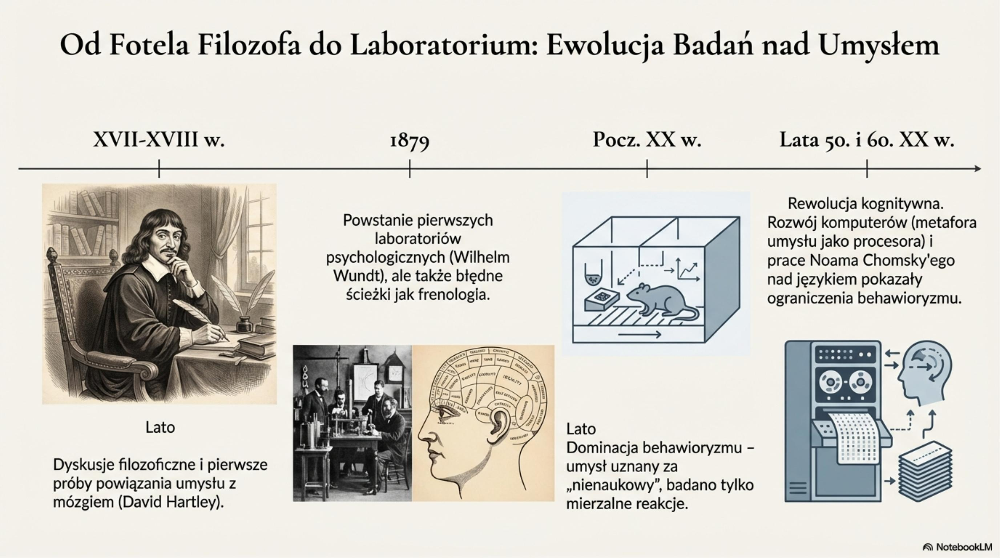 Od Fotela Filozofa do Laboratorium: Ewolucja Badań nad Umysłem
XVII-XVIII w.
Lato
Dyskusje filozoficzne i pierwsze
próby powiązania umysłu z
mózgiem (David Hartley).
1879
Powstanie pierwszych
laboratoriów
psychologicznych (Wilhelm
Wundt), ale także błędne
ścieżki jak frenologia.
Pocz. XX w.
Lato
Dominacja behawioryzmu –
umysł uznany za
„nienaukowy”, badano tylko
mierzalne reakcje.
Lata 50. i 60. XX w.
Rewolucja kognitywna.
Rozwój komputerów (metafora
umysłu jako procesora) i
prace Noama Chomsky'ego
nad językiem pokazały
ograniczenia behawioryzmu.
NotebookLM